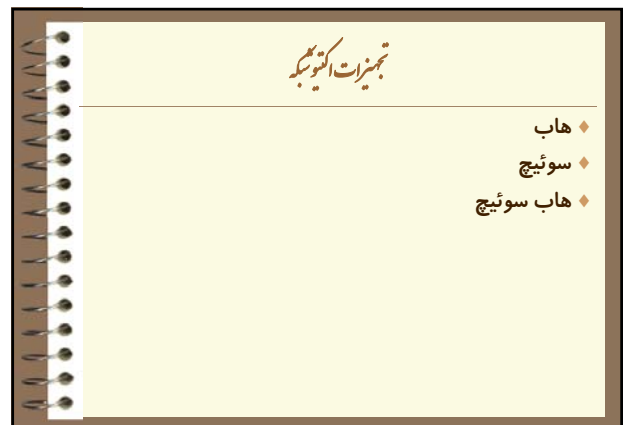 تجهیزات اکتیو شبکه
هاب
سوئیچ
هاب سوئیچ